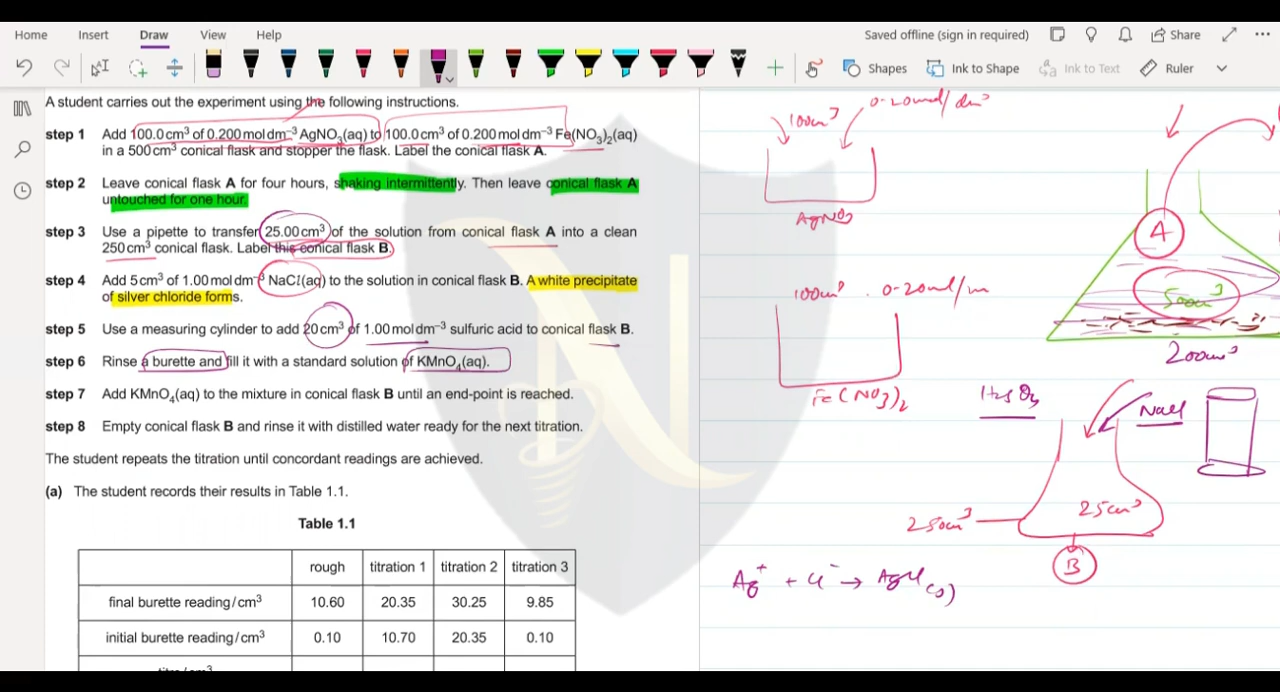 Home Insert Draw View Help Saved offline (sign in required) Share
Shapes Ink to Shape Ink to Text Ruler
A student carries out the experiment using the following instructions.
step 1 Add 100.0 cm³ of 0.200 mol dm⁻³ AgNO₃(aq) to 100.0 cm³ of 0.200 mol dm⁻³ Fe(NO₃)₂(aq)
in a 500 cm³ conical flask and stopper the flask. Label the conical flask A.
step 2 Leave conical flask A for four hours, shaking intermittently. Then leave conical flask A
untouched for one hour.
step 3 Use a pipette to transfer 25.00 cm³ of the solution from conical flask A into a clean
250 cm³ conical flask. Label this conical flask B.
step 4 Add 5 cm³ of 1.00 mol dm⁻³ NaCl(aq) to the solution in conical flask B. A white precipitate
of silver chloride forms.
step 5 Use a measuring cylinder to add 20 cm³ of 1.00 mol dm⁻³ sulfuric acid to conical flask B.
step 6 Rinse a burette and fill it with a standard solution of KMnO₄(aq).
step 7 Add KMnO₄(aq) to the mixture in conical flask B until an end-point is reached.
step 8 Empty conical flask B and rinse it with distilled water ready for the next titration.
The student repeats the titration until concordant readings are achieved.
(a) The student records their results in Table 1.1.
Table 1.1
rough titration 1 titration 2 titration 3
final burette reading/cm³ 10.60 20.35 30.25 9.85
initial burette reading/cm³ 0.10 10.70 20.35 0.10
100cm³ 0.20mol/dm³
AgNO₃
A
500cm³
200cm³
100cm³ . 0.20mol/m
Fe(NO₃)₂
NaCl
250cm³
25cm³
B
Ag⁺ + Cl⁻ → AgCl(s)